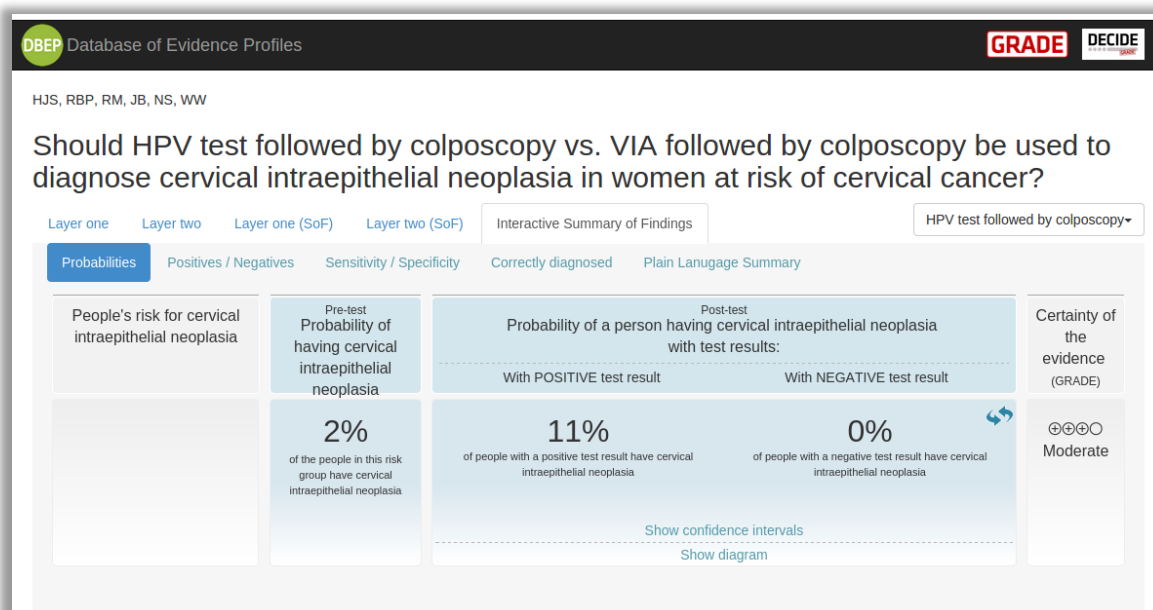 DBEP Database of Evidence Profiles
GRADE
DECIDE
GRADE
HJS, RBP, RM, JB, NS, WW
Should HPV test followed by colposcopy vs. VIA followed by colposcopy be used to
diagnose cervical intraepithelial neoplasia in women at risk of cervical cancer?
Layer one
Layer two
Layer one (SoF)
Layer two (SoF)
Interactive Summary of Findings
HPV test followed by colposcopy
Probabilities
Positives / Negatives
Sensitivity / Specificity
Correctly diagnosed
Plain Lanugage Summary
People's risk for cervical
intraepithelial neoplasia
Pre-test
Probability of
having cervical
intraepithelial
neoplasia
Post-test
Probability of a person having cervical intraepithelial neoplasia
with test results:
With POSITIVE test result
With NEGATIVE test result
Certainty of
the
evidence
(GRADE)
2%
of the people in this risk
group have cervical
intraepithelial neoplasia
11%
of people with a positive test result have cervical
intraepithelial neoplasia
0%
of people with a negative test result have cervical
intraepithelial neoplasia
⊕⊕⊕◯
Moderate
Show confidence intervals
Show diagram